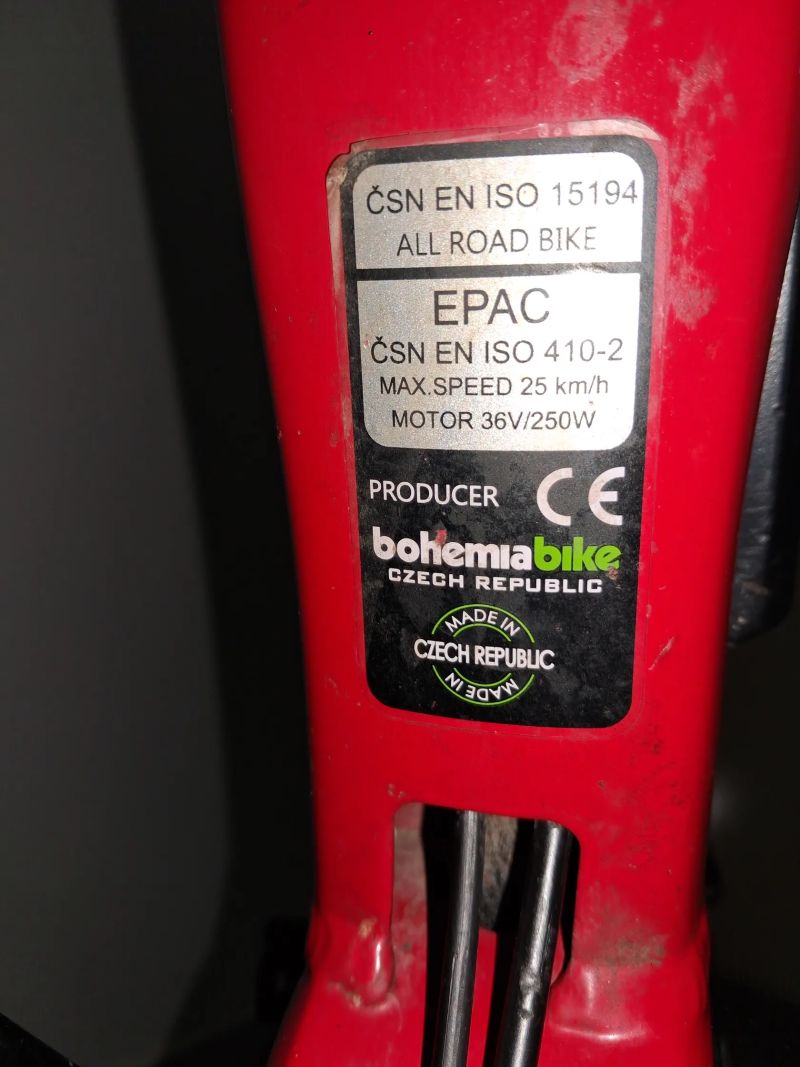 ČSN EN ISO 15194
ALL ROAD BIKE
EPAC
ČSN EN ISO 410-2
MAX.SPEED 25 km/h
MOTOR 36V/250W
PRODUCER CE
bohemiabike
CZECH REPUBLIC
MADE IN
CZECH REPUBLIC
MADE IN